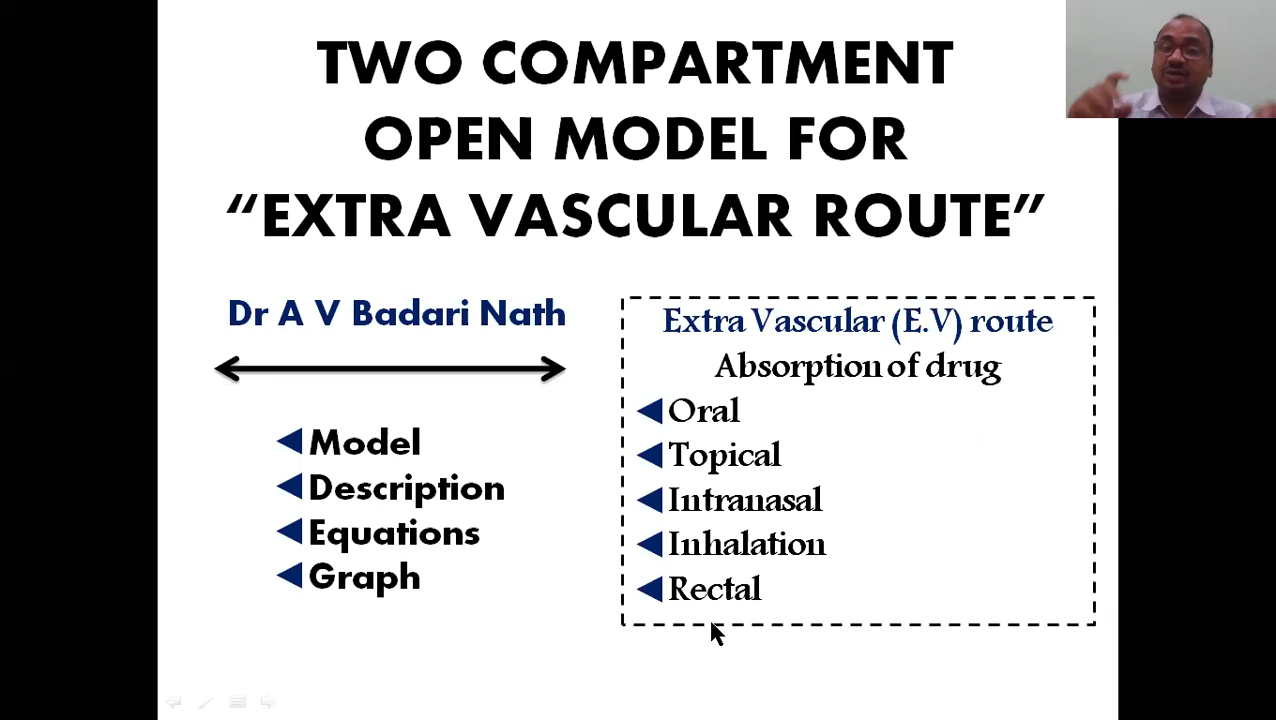 TWO COMPARTMENT
OPEN MODEL FOR
“EXTRA VASCULAR ROUTE”
Dr A V Badari Nath
Model
Description
Equations
Graph
Extra Vascular (E.V) route
Absorption of drug
Oral
Topical
Intranasal
Inhalation
Rectal